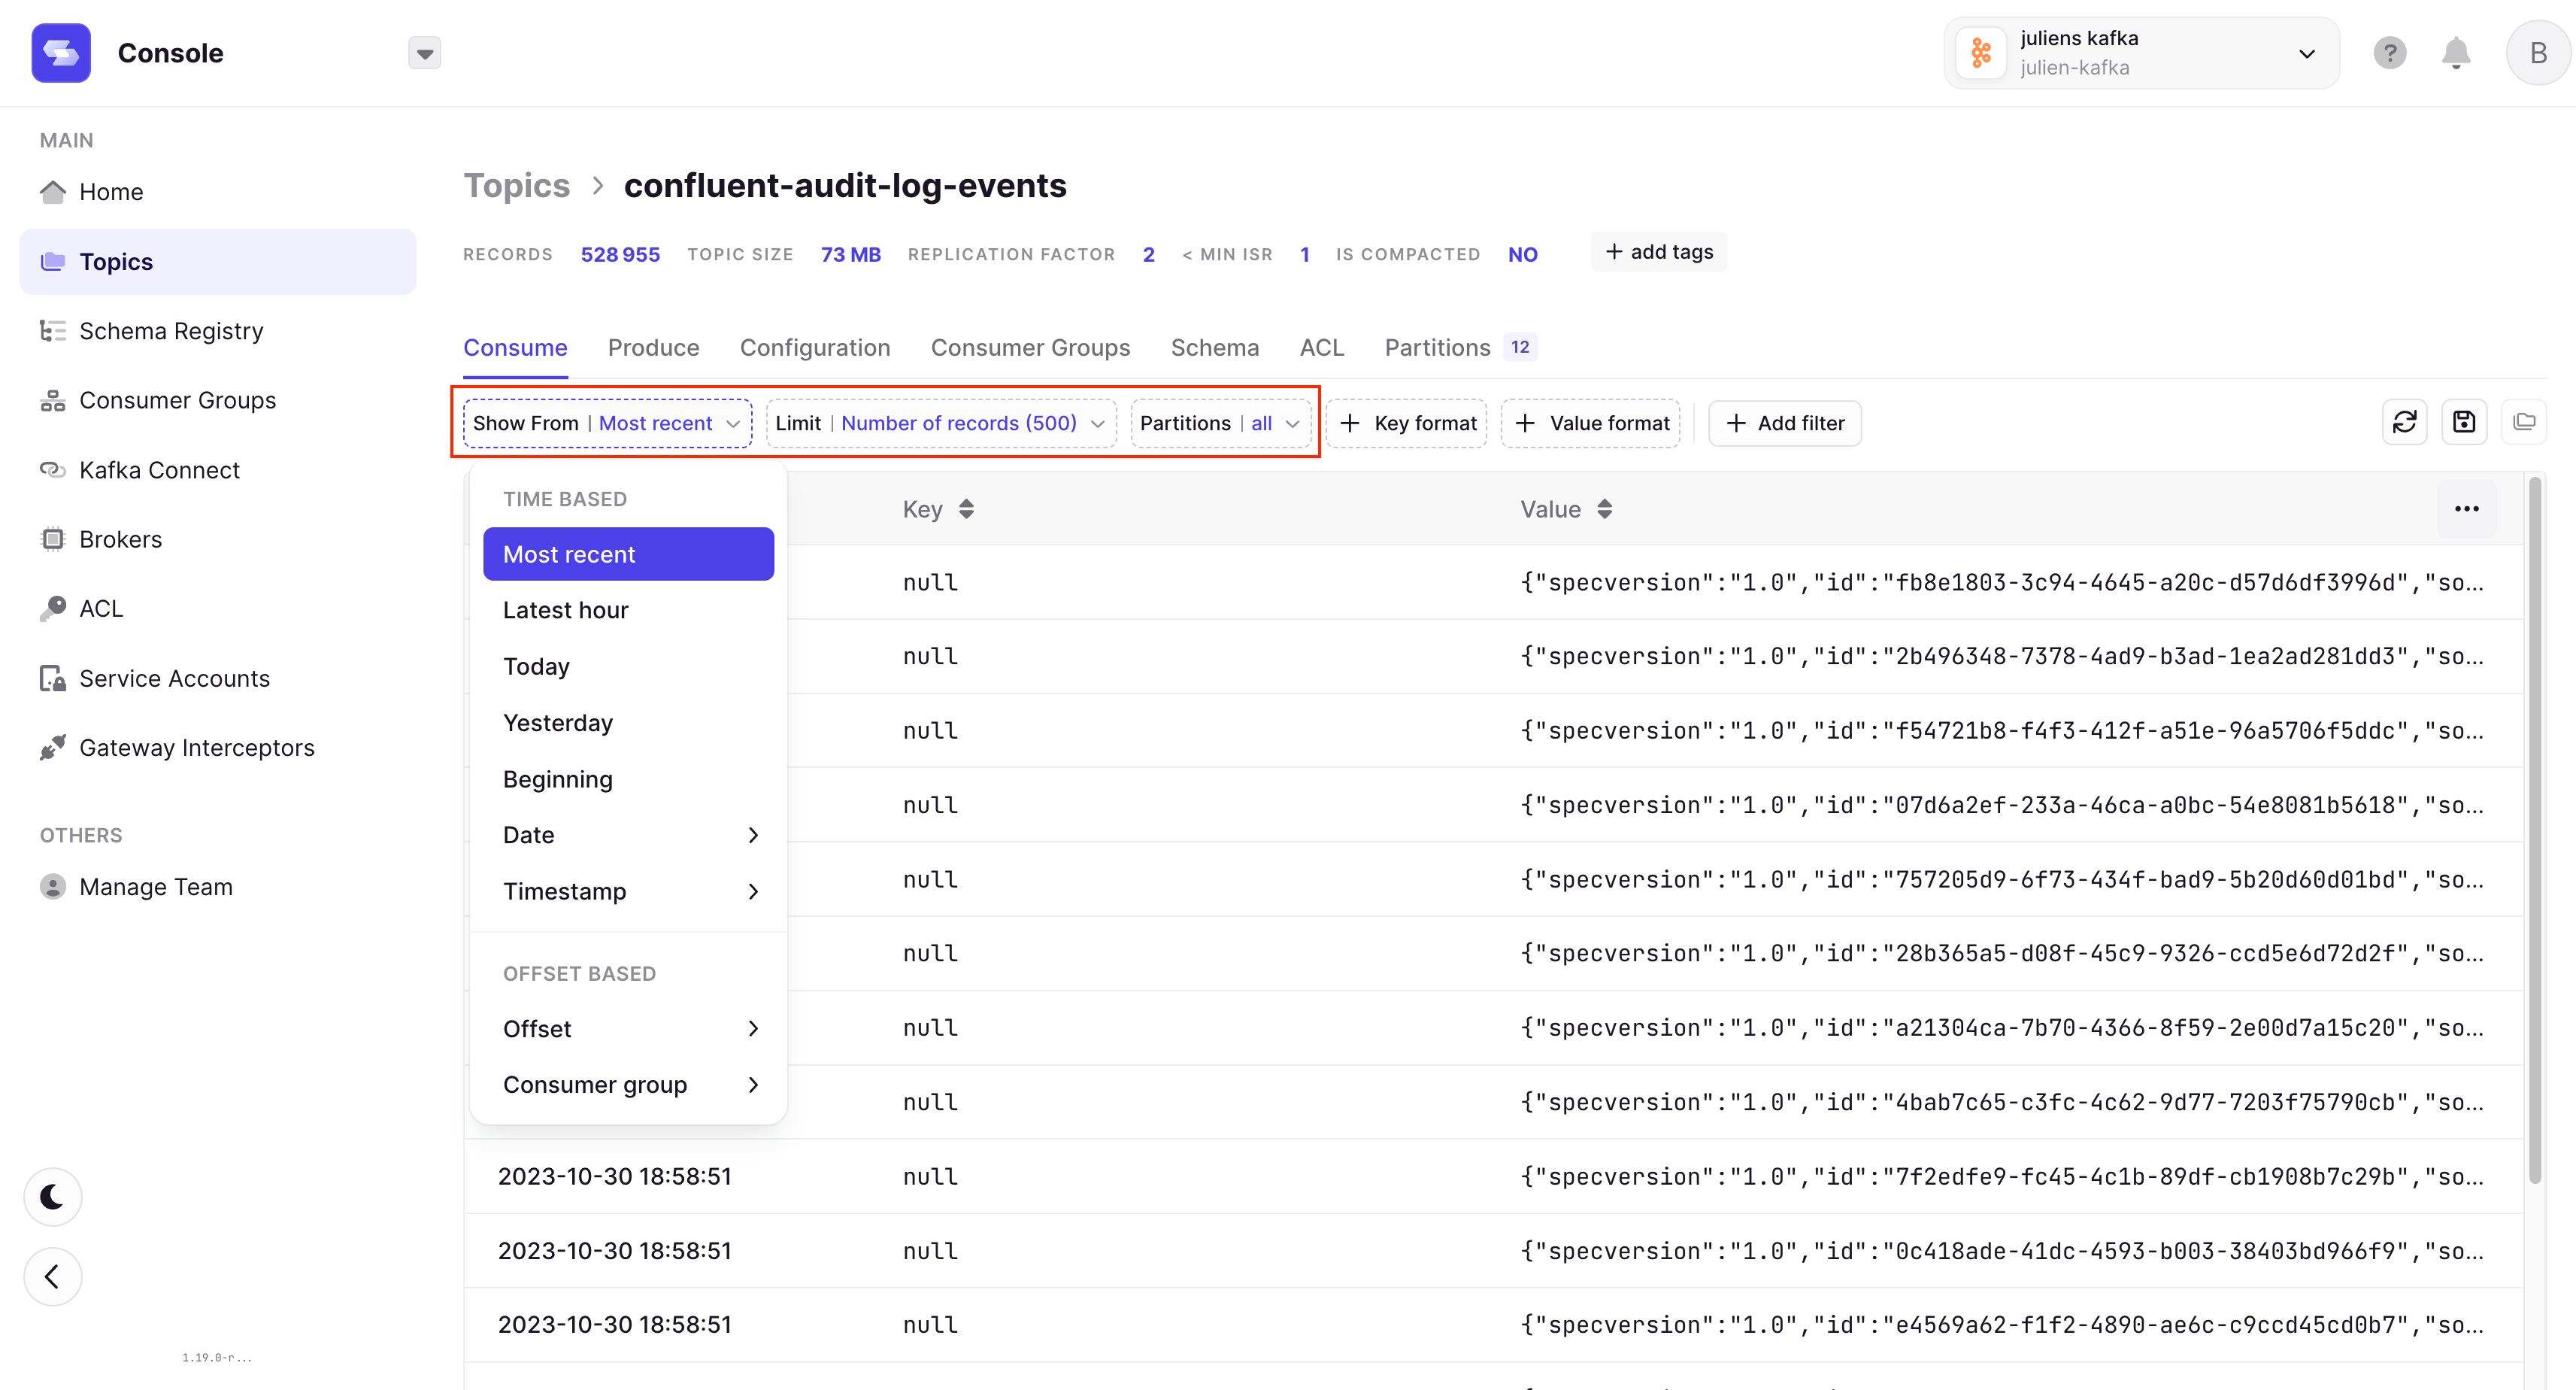 Console
juliens kafka
julien-kafka
?
B
MAIN
Home
Topics
Schema Registry
Consumer Groups
Kafka Connect
Brokers
ACL
Service Accounts
Gateway Interceptors
OTHERS
Manage Team
1.19.0-r...
Topics > confluent-audit-log-events
RECORDS 528 955 TOPIC SIZE 73 MB REPLICATION FACTOR 2 < MIN ISR 1 IS COMPACTED NO + add tags
Consume Produce Configuration Consumer Groups Schema ACL Partitions 12
Show From | Most recent Limit | Number of records (500) Partitions | all + Key format + Value format + Add filter
TIME BASED
Most recent
Latest hour
Today
Yesterday
Beginning
Date
Timestamp
OFFSET BASED
Offset
Consumer group
Key Value ...
null {"specversion":"1.0","id":"fb8e1803-3c94-4645-a20c-d57d6df3996d","so...
null {"specversion":"1.0","id":"2b496348-7378-4ad9-b3ad-1ea2ad281dd3","so...
null {"specversion":"1.0","id":"f54721b8-f4f3-412f-a51e-96a5706f5ddc","so...
null {"specversion":"1.0","id":"07d6a2ef-233a-46ca-a0bc-54e8081b5618","so...
null {"specversion":"1.0","id":"757205d9-6f73-434f-bad9-5b20d60d01bd","so...
null {"specversion":"1.0","id":"28b365a5-d08f-45c9-9326-ccd5e6d72d2f","so...
null {"specversion":"1.0","id":"a21304ca-7b70-4366-8f59-2e00d7a15c20","so...
null {"specversion":"1.0","id":"4bab7c65-c3fc-4c62-9d77-7203f75790cb","so...
2023-10-30 18:58:51 null {"specversion":"1.0","id":"7f2edfe9-fc45-4c1b-89df-cb1908b7c29b","so...
2023-10-30 18:58:51 null {"specversion":"1.0","id":"0c418ade-41dc-4593-b003-38403bd966f9","so...
2023-10-30 18:58:51 null {"specversion":"1.0","id":"e4569a62-f1f2-4890-ae6c-c9ccd45cd0b7","so...